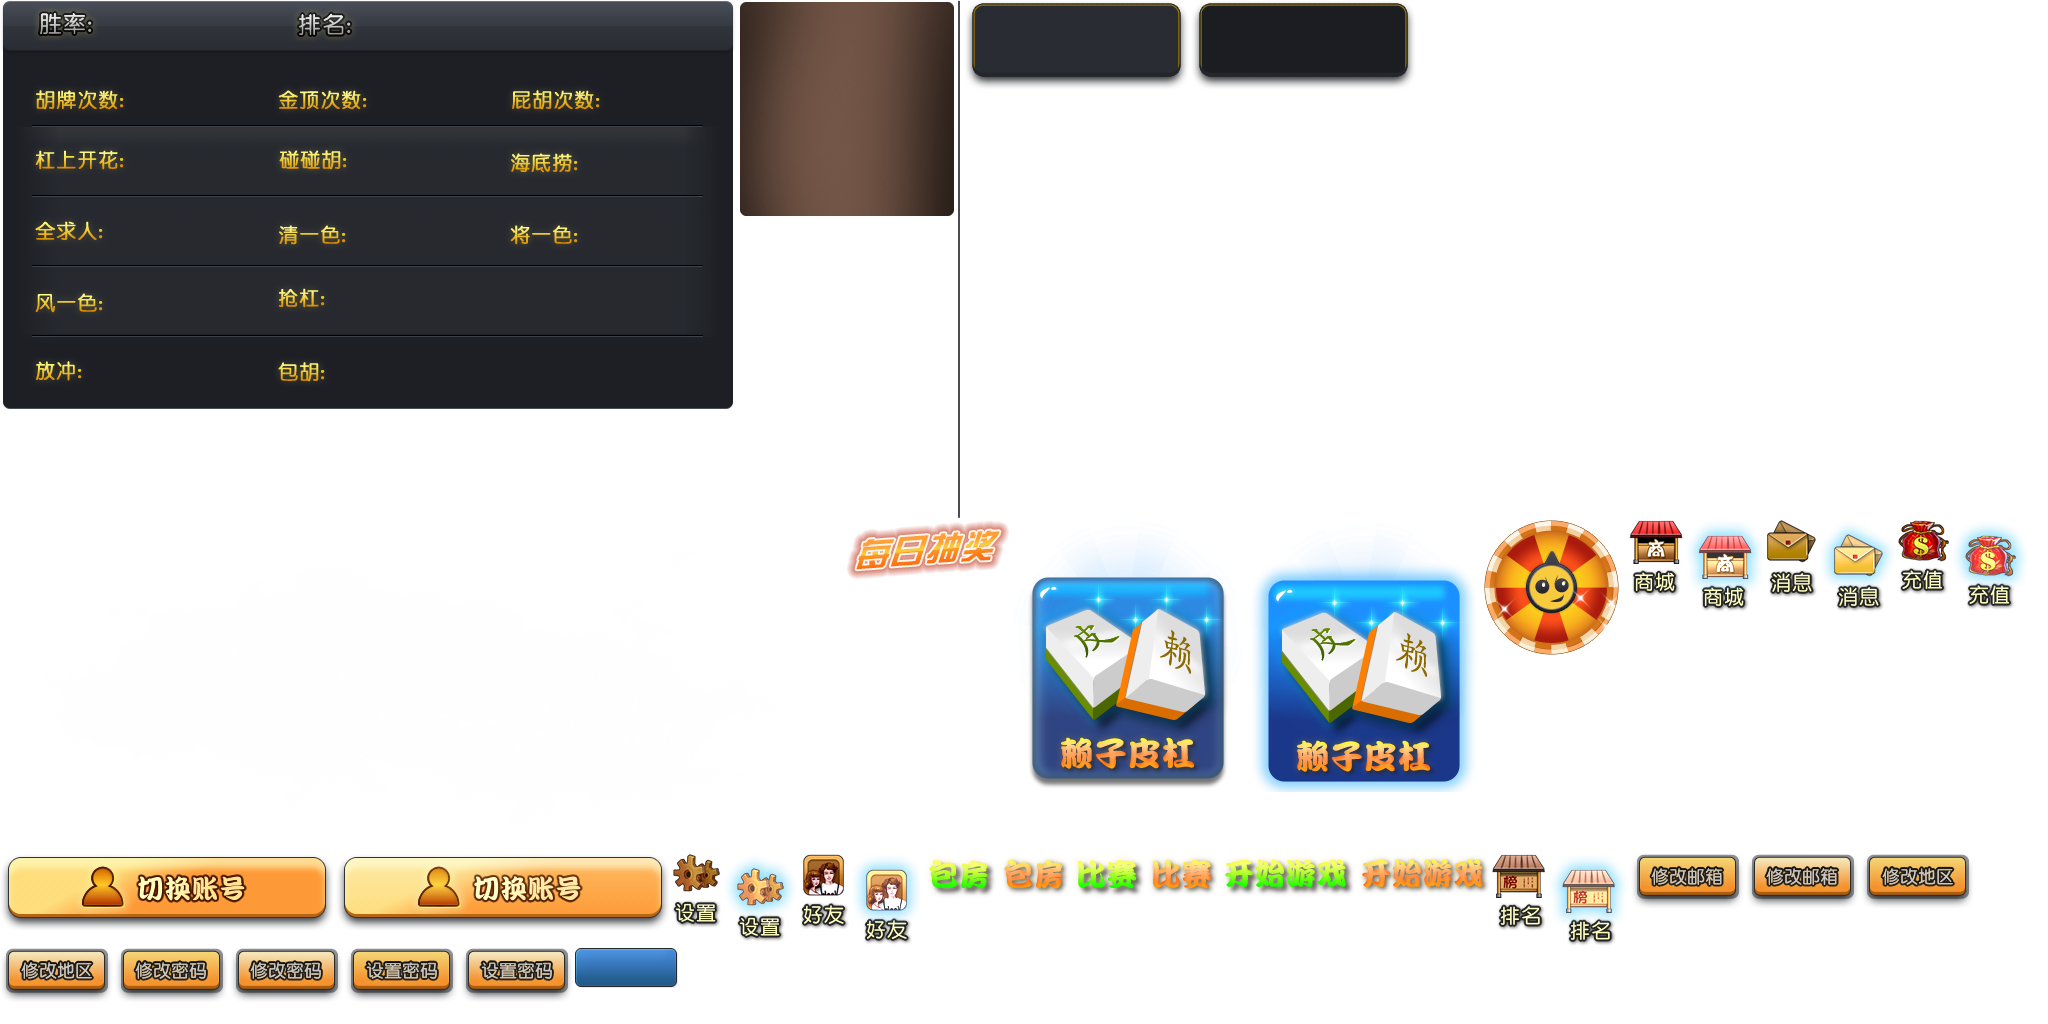 胜率: 排名:
胡牌次数: 金顶次数: 屁胡次数:
杠上开花: 碰碰胡: 海底捞:
全求人: 清一色: 将一色:
风一色: 抢杠:
放冲: 包胡:
每日抽奖
皮 赖
赖子皮杠
皮 赖
赖子皮杠
商
商城
商
商城
消息
消息
$
充值
$
充值
切换账号
切换账号
设置
设置
好友
好友
包房 包房 比赛 比赛 开始游戏 开始游戏
榜
排名
榜
排名
修改邮箱 修改邮箱 修改地区
修改地区 修改密码 修改密码 设置密码 设置密码